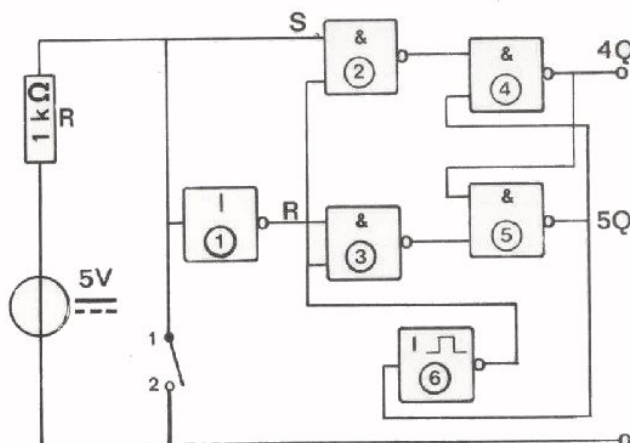 S
&
②
&
④
4Q
1 kΩ
R
|
①
R
&
③
&
⑤
5Q
5V
1
2
|
⑥